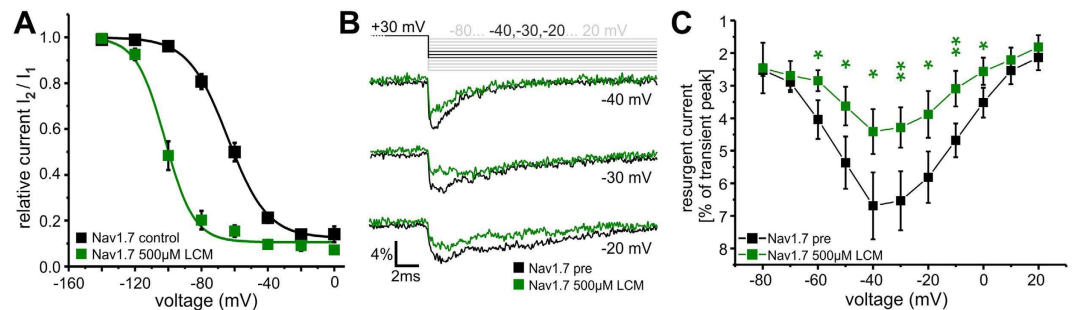 A
relative current I2 / I1
1.0
0.8
0.6
0.4
0.2
0.0
Nav1.7 control
Nav1.7 500µM LCM
-160
-120
-80
-40
0
voltage (mV)
B
+30 mV
-80... -40,-30,-20... 20 mV
-40 mV
-30 mV
-20 mV
4%
2ms
Nav1.7 pre
Nav1.7 500µM LCM
C
resurgent current
[% of transient peak]
1
2
3
4
5
6
7
8
* * * ** * ** *
Nav1.7 pre
Nav1.7 500µM LCM
-80
-60
-40
-20
0
20
voltage (mV)